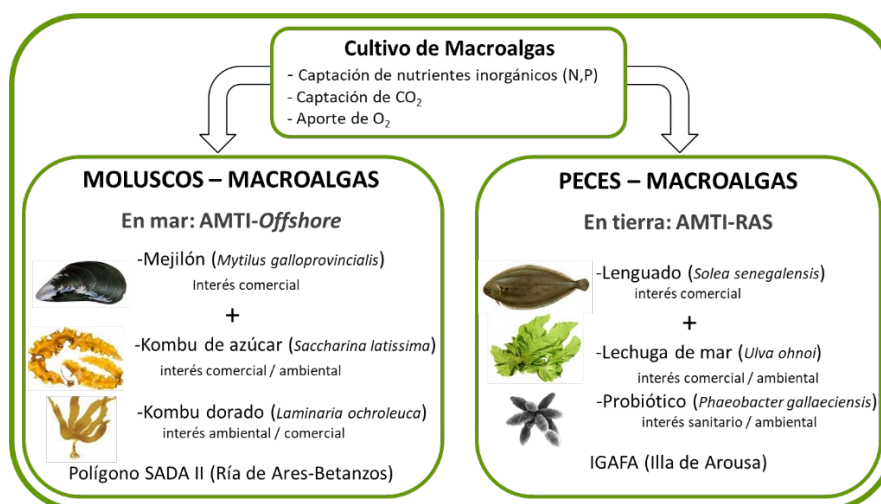 Cultivo de Macroalgas
- Captación de nutrientes inorgánicos (N,P)
- Captación de CO₂
- Aporte de O₂
MOLUSCOS – MACROALGAS
En mar: AMTI-Offshore
-Mejilón (Mytilus galloprovincialis)
Interés comercial
+
-Kombu de azúcar (Saccharina latissima)
interés comercial / ambiental
-Kombu dorado (Laminaria ochroleuca)
interés ambiental / comercial
Polígono SADA II (Ría de Ares-Betanzos)
PECES – MACROALGAS
En tierra: AMTI-RAS
-Lenguado (Solea senegalensis)
interés comercial
+
-Lechuga de mar (Ulva ohnoi)
interés comercial / ambiental
-Probiótico (Phaeobacter gallaeciensis)
interés sanitario / ambiental
IGAFA (Illa de Arousa)